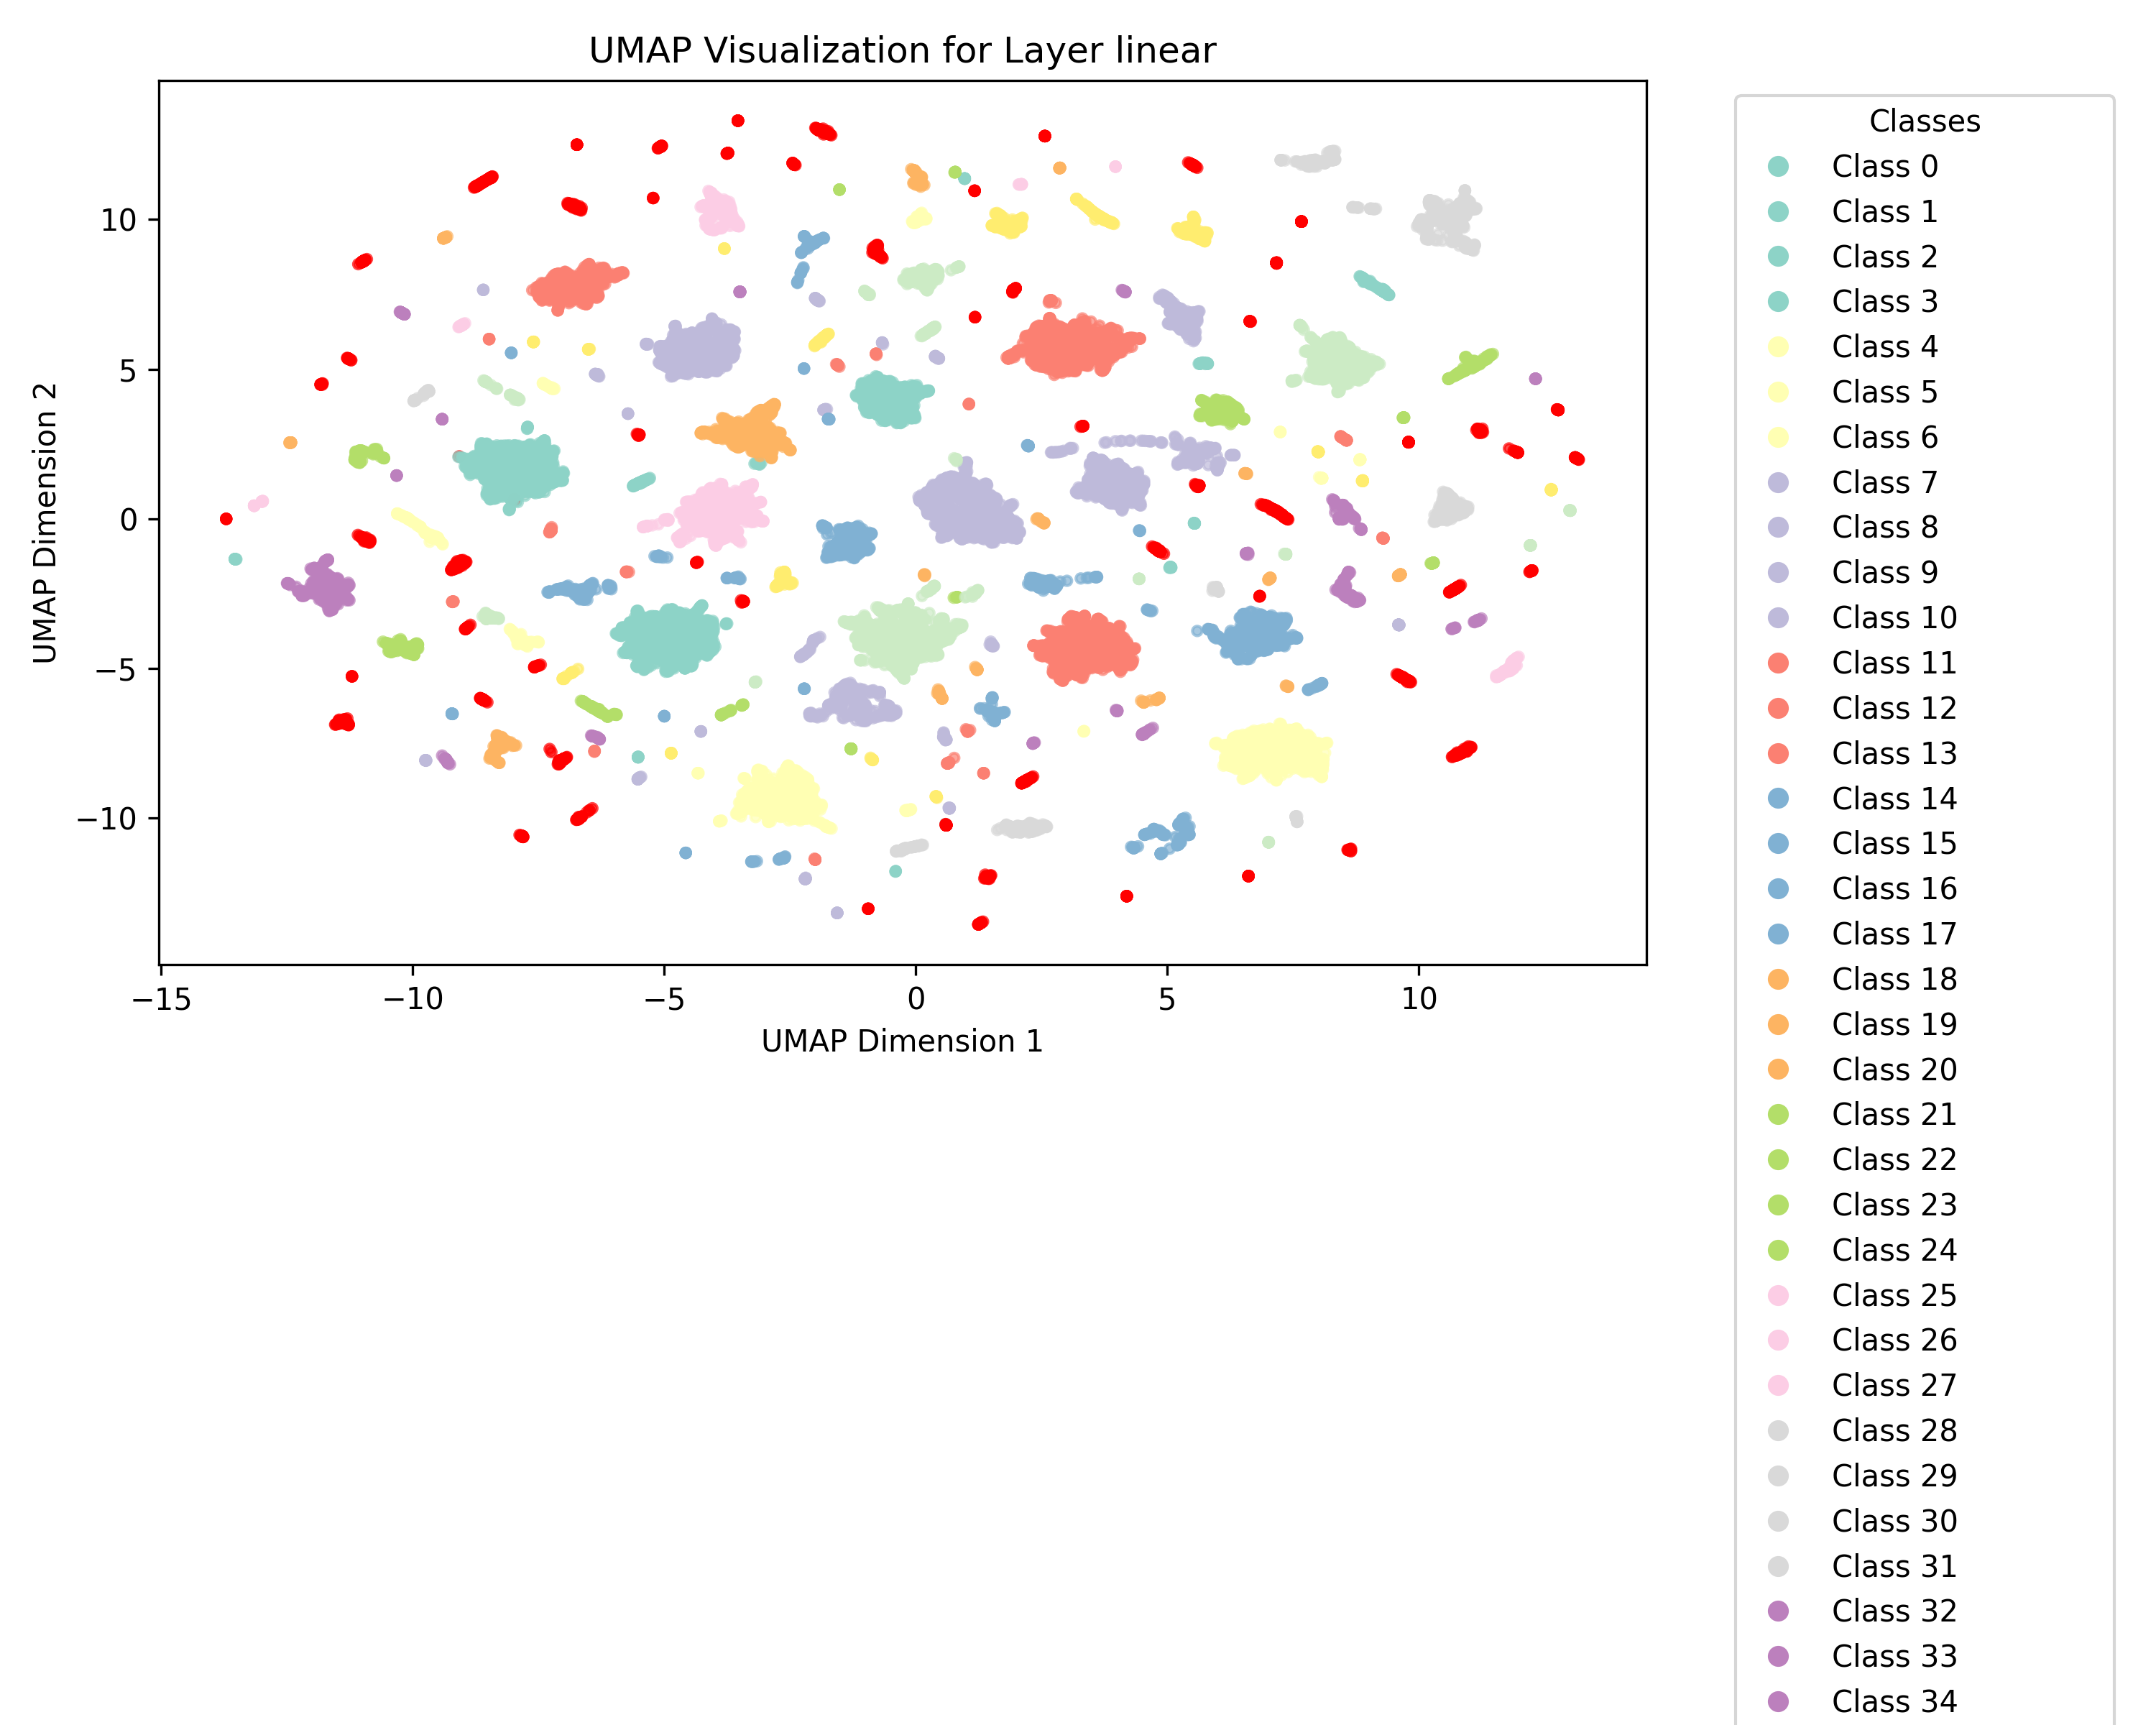 UMAP Visualization for Layer linear
UMAP Dimension 2
10
5
0
−5
−10
−15
−10
−5
0
5
10
UMAP Dimension 1
Classes
Class 0
Class 1
Class 2
Class 3
Class 4
Class 5
Class 6
Class 7
Class 8
Class 9
Class 10
Class 11
Class 12
Class 13
Class 14
Class 15
Class 16
Class 17
Class 18
Class 19
Class 20
Class 21
Class 22
Class 23
Class 24
Class 25
Class 26
Class 27
Class 28
Class 29
Class 30
Class 31
Class 32
Class 33
Class 34